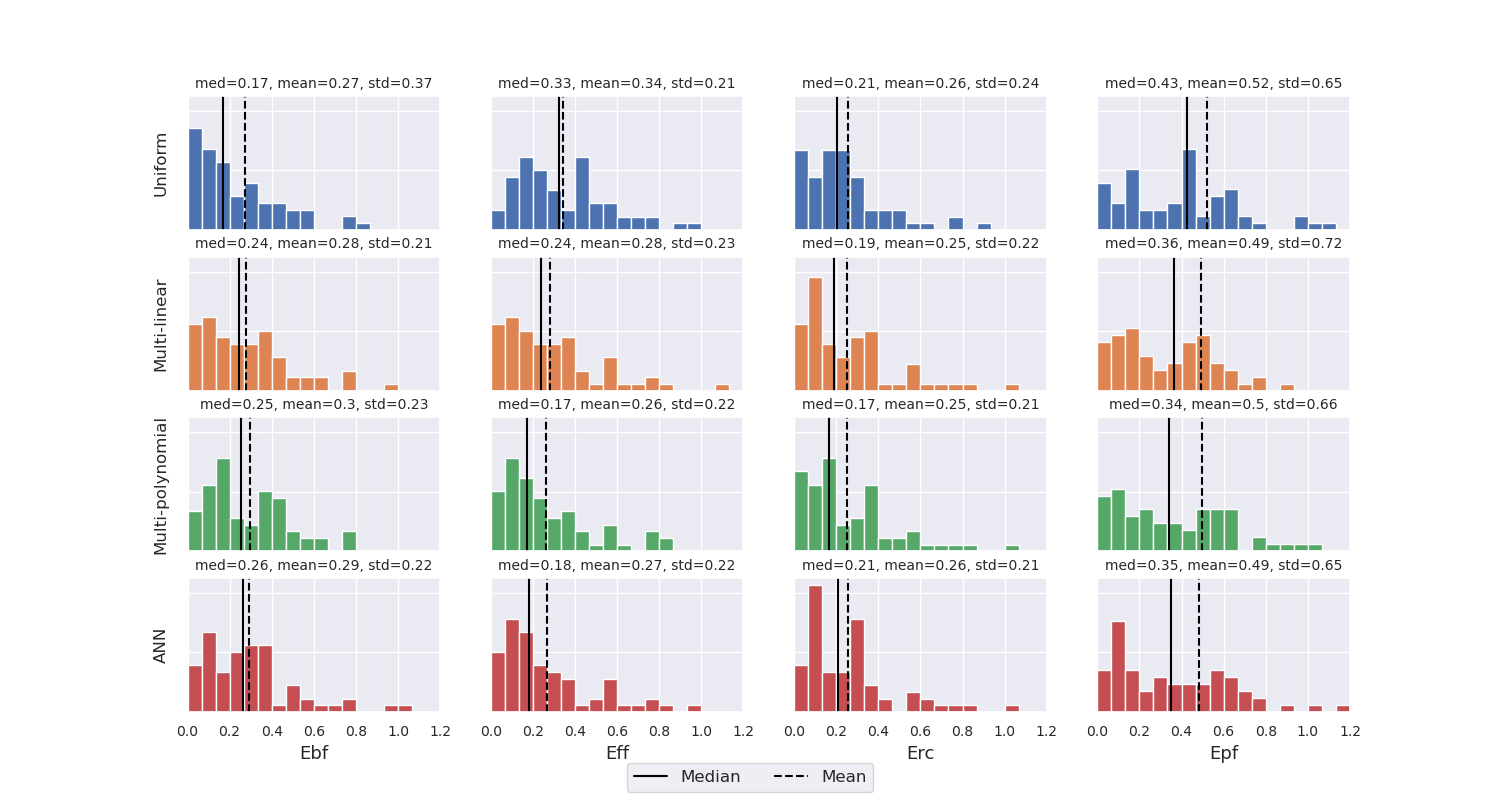 med=0.17, mean=0.27, std=0.37
med=0.33, mean=0.34, std=0.21
med=0.21, mean=0.26, std=0.24
med=0.43, mean=0.52, std=0.65
Uniform
med=0.24, mean=0.28, std=0.21
med=0.24, mean=0.28, std=0.23
med=0.19, mean=0.25, std=0.22
med=0.36, mean=0.49, std=0.72
Multi-linear
med=0.25, mean=0.3, std=0.23
med=0.17, mean=0.26, std=0.22
med=0.17, mean=0.25, std=0.21
med=0.34, mean=0.5, std=0.66
Multi-polynomial
med=0.26, mean=0.29, std=0.22
med=0.18, mean=0.27, std=0.22
med=0.21, mean=0.26, std=0.21
med=0.35, mean=0.49, std=0.65
ANN
0.0 0.2 0.4 0.6 0.8 1.0 1.2
0.0 0.2 0.4 0.6 0.8 1.0 1.2
0.0 0.2 0.4 0.6 0.8 1.0 1.2
0.0 0.2 0.4 0.6 0.8 1.0 1.2
Ebf
Eff
Erc
Epf
Median
Mean